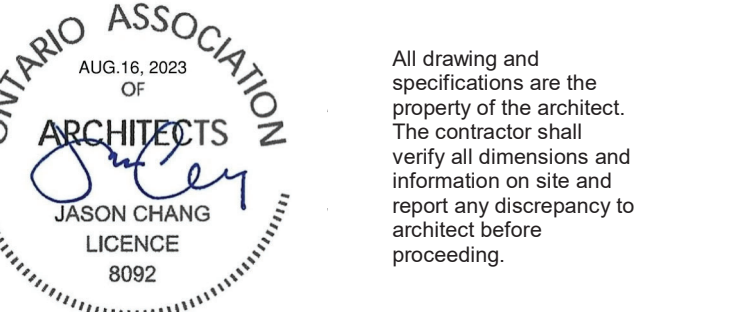 ONTARIO ASSOCIATION
AUG.16, 2023
OF
ARCHITECTS
JASON CHANG
LICENCE
8092
All drawing and
specifications are the
property of the architect.
The contractor shall
verify all dimensions and
information on site and
report any discrepancy to
architect before
proceeding.